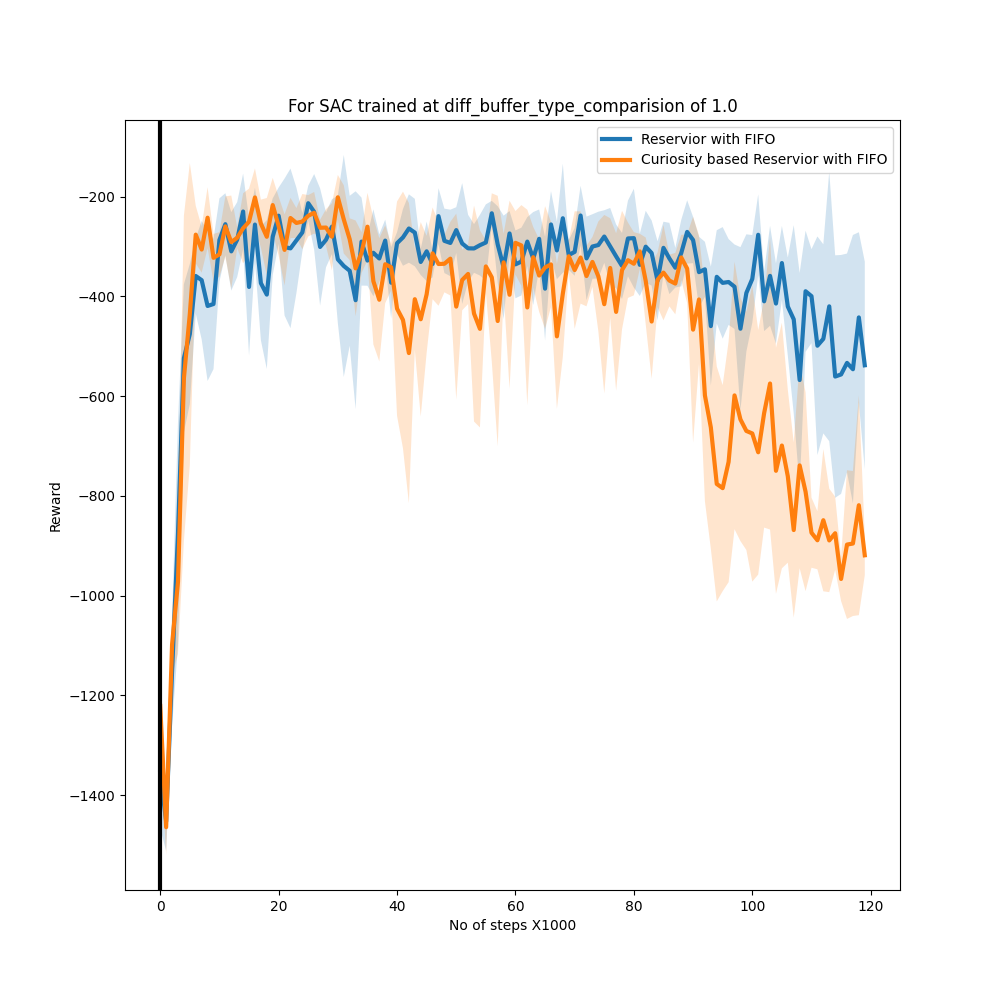 For SAC trained at diff_buffer_type_comparision of 1.0
Reservior with FIFO
Curiosity based Reservior with FIFO
−200
−400
−600
−800
−1000
−1200
−1400
Reward
0 20 40 60 80 100 120
No of steps X1000